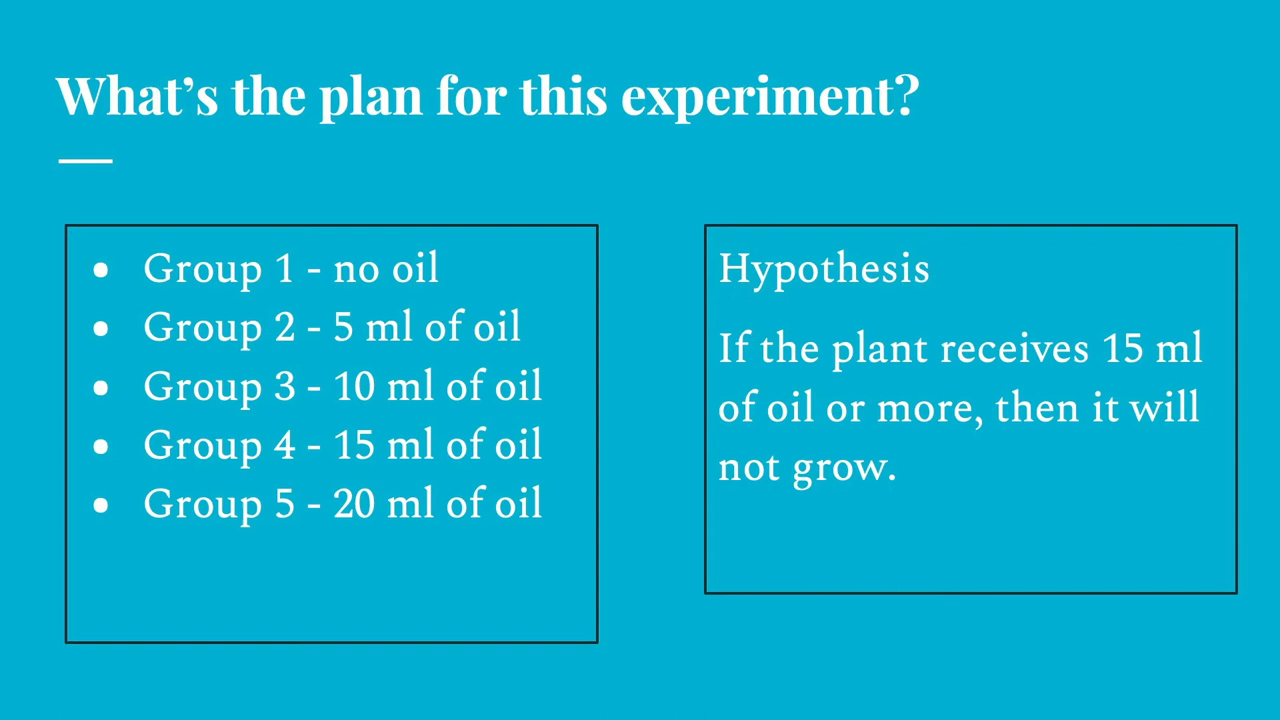 What’s the plan for this experiment?
● Group 1 - no oil
● Group 2 - 5 ml of oil
● Group 3 - 10 ml of oil
● Group 4 - 15 ml of oil
● Group 5 - 20 ml of oil
Hypothesis
If the plant receives 15 ml
of oil or more, then it will
not grow.